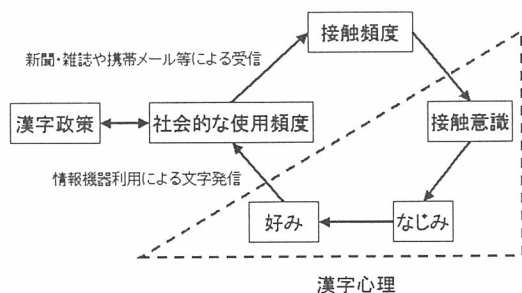 接触頻度
新聞・雑誌や携帯メール等による受信
漢字政策
社会的な使用頻度
接触意識
情報機器利用による文字発信
好み
なじみ
漢字心理